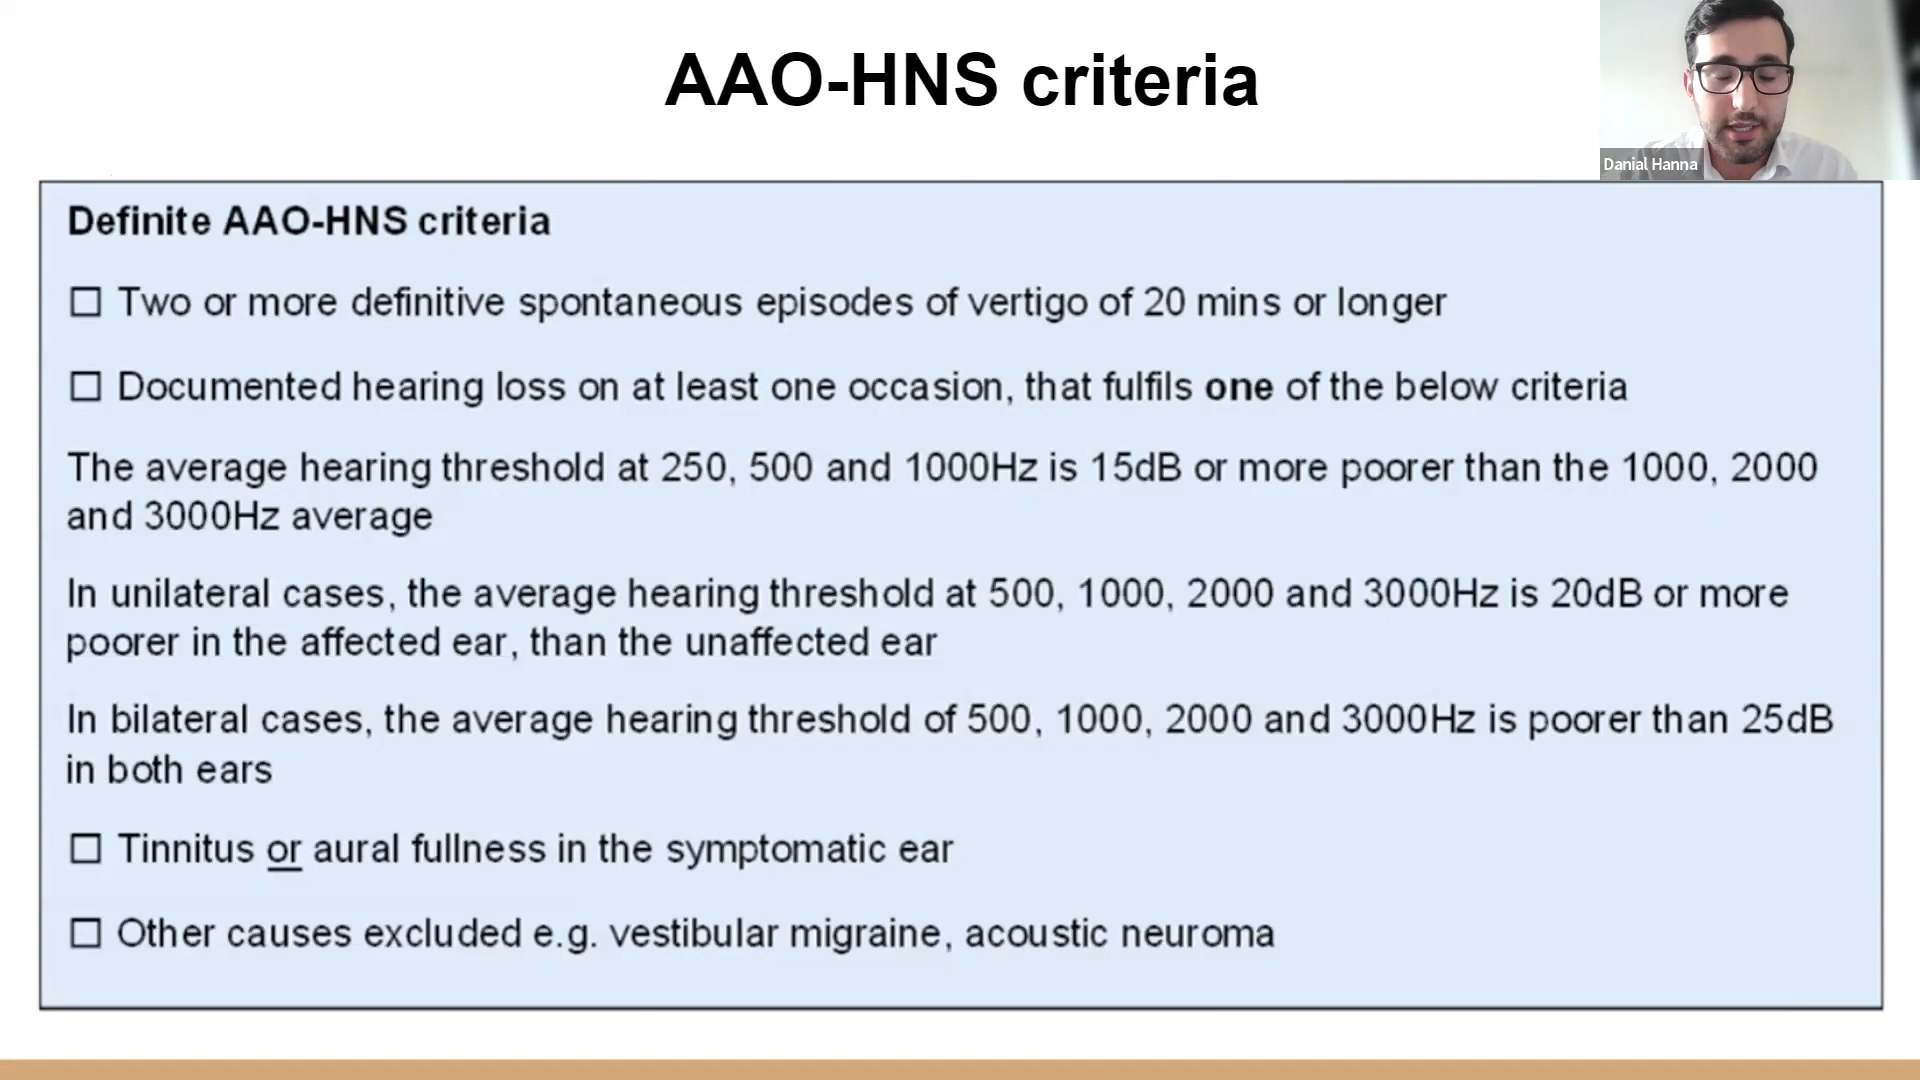 AAO-HNS criteria
Danial Hanna
Definite AAO-HNS criteria
☐ Two or more definitive spontaneous episodes of vertigo of 20 mins or longer
☐ Documented hearing loss on at least one occasion, that fulfils one of the below criteria
The average hearing threshold at 250, 500 and 1000Hz is 15dB or more poorer than the 1000, 2000
and 3000Hz average
In unilateral cases, the average hearing threshold at 500, 1000, 2000 and 3000Hz is 20dB or more
poorer in the affected ear, than the unaffected ear
In bilateral cases, the average hearing threshold of 500, 1000, 2000 and 3000Hz is poorer than 25dB
in both ears
☐ Tinnitus or aural fullness in the symptomatic ear
☐ Other causes excluded e.g. vestibular migraine, acoustic neuroma